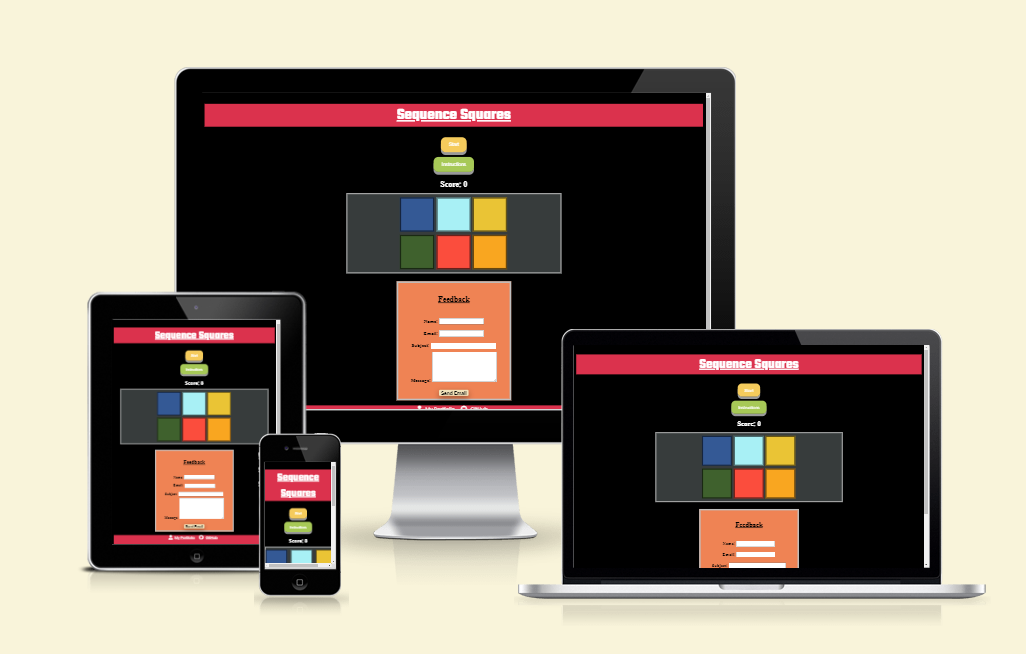 Sequence Squares
Start
Instructions
Score: 0
Feedback
Name:
Email:
Subject:
Message:
Send Email
My Portfolio GitHub
Sequence Squares
Start
Instructions
Score: 0
Feedback
Name:
Email:
Subject:
Message:
Send Email
My Portfolio GitHub
Sequence
Squares
Start
Instructions
Score: 0
Sequence Squares
Start
Instructions
Score: 0
Feedback
Name:
Email:
Subject: